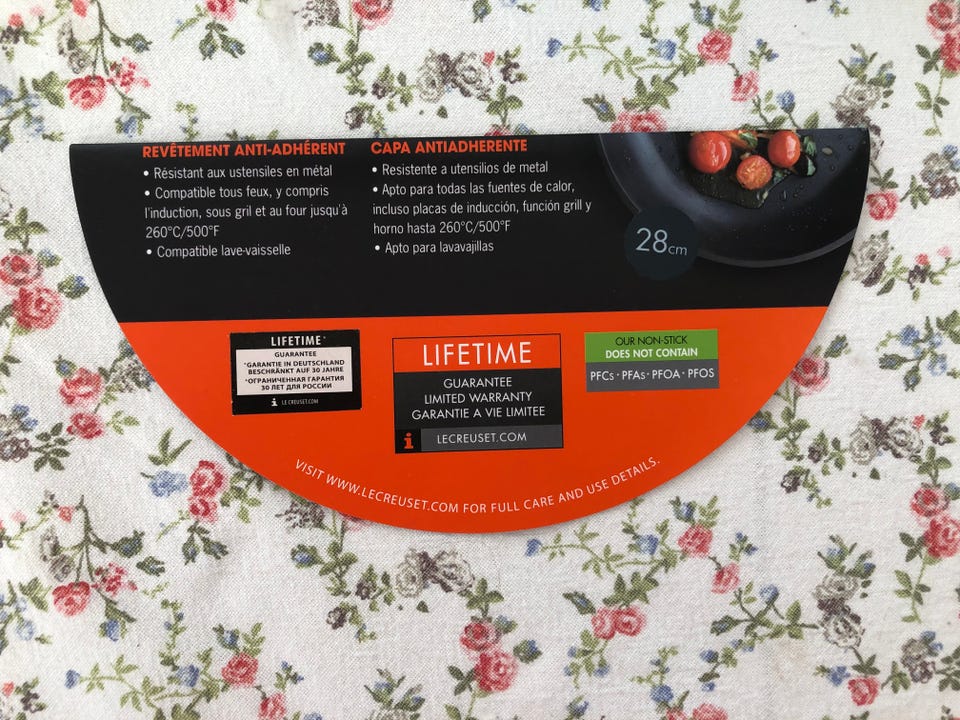 REVÊTEMENT ANTI-ADHÉRENT
• Résistant aux ustensiles en métal
• Compatible tous feux, y compris
l'induction, sous gril et au four jusqu'à
260°C/500°F
• Compatible lave-vaisselle
CAPA ANTIADHERENTE
• Resistente a utensilios de metal
• Apto para todas las fuentes de calor,
incluso placas de inducción, función grill y
horno hasta 260°C/500°F
• Apto para lavavajillas
28cm
LIFETIME*
GUARANTEE
*GARANTIE IN DEUTSCHLAND
BESCHRÄNKT AUF 30 JAHRE
*ОГРАНИЧЕННАЯ ГАРАНТИЯ
30 ЛЕТ ДЛЯ РОССИИ
i LECREUSET.COM
LIFETIME
GUARANTEE
LIMITED WARRANTY
GARANTIE A VIE LIMITEE
i LECREUSET.COM
OUR NON-STICK
DOES NOT CONTAIN
PFCs • PFAs • PFOA • PFOS
VISIT WWW.LECREUSET.COM FOR FULL CARE AND USE DETAILS.